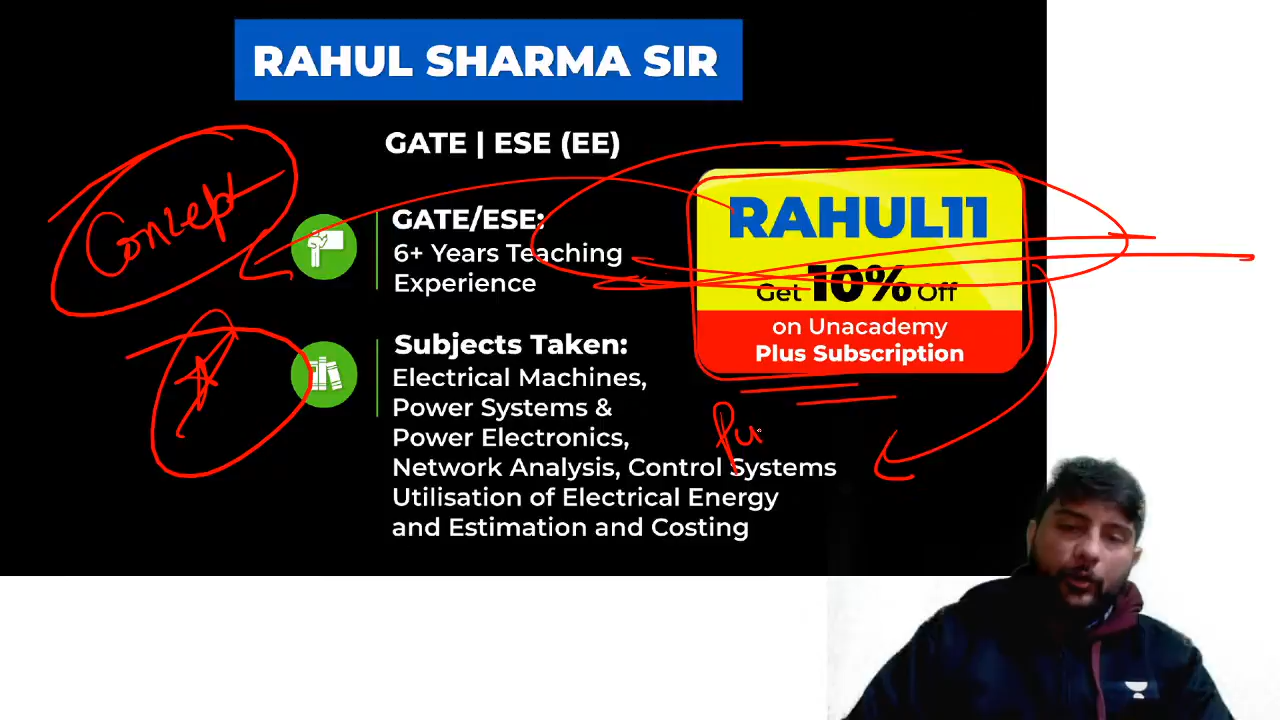 RAHUL SHARMA SIR
GATE | ESE (EE)
Concept
GATE/ESE:
6+ Years Teaching
Experience
RAHUL11
Get 10% Off
on Unacademy
Plus Subscription
Subjects Taken:
Electrical Machines,
Power Systems &
Power Electronics,
Network Analysis, Control Systems
Utilisation of Electrical Energy
and Estimation and Costing